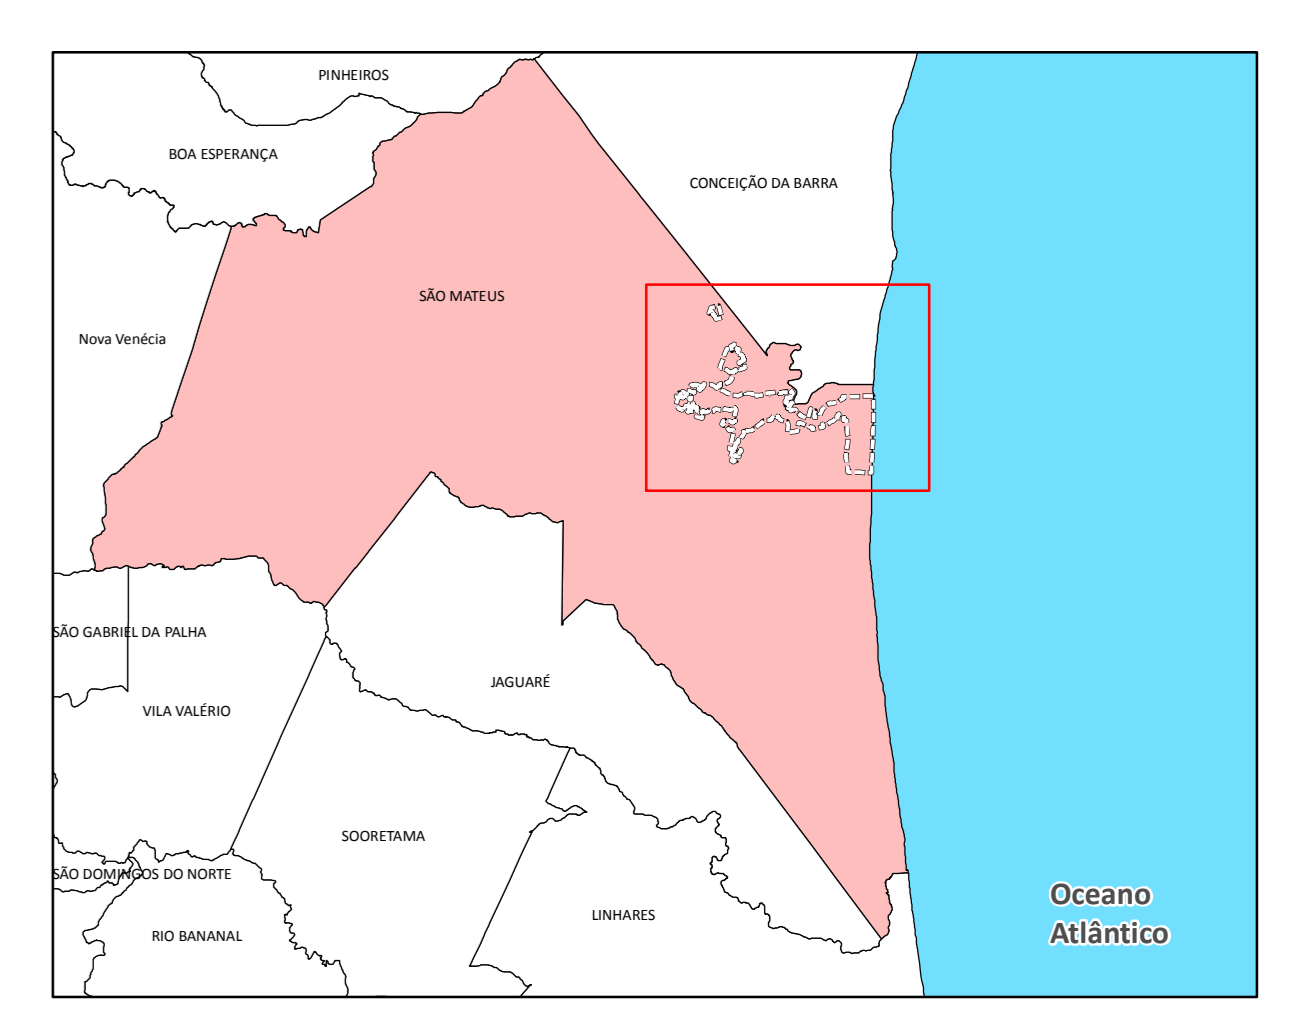 PINHEIROS
BOA ESPERANÇA
CONCEIÇÃO DA BARRA
SÃO MATEUS
Nova Venécia
SÃO GABRIEL DA PALHA
JAGUARÉ
VILA VALÉRIO
SOORETAMA
SÃO DOMINGOS DO NORTE
LINHARES
RIO BANANAL
Oceano
Atlântico